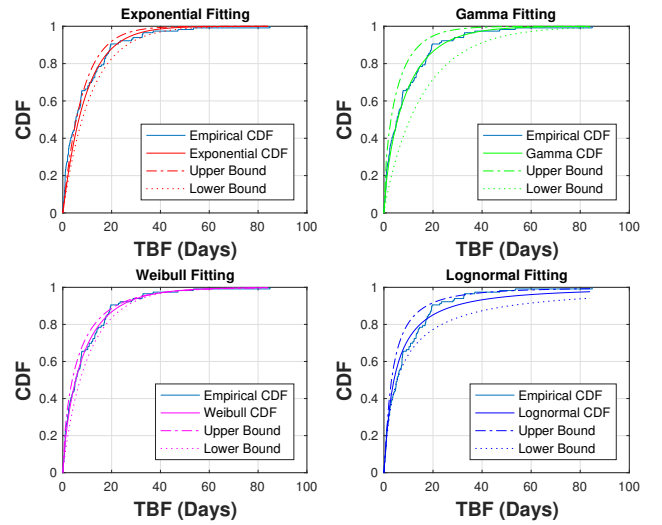 Exponential Fitting
CDF
1
0.8
0.6
0.4
0.2
0
Empirical CDF
Exponential CDF
Upper Bound
Lower Bound
0 20 40 60 80 100
TBF (Days)
Gamma Fitting
CDF
1
0.8
0.6
0.4
0.2
0
Empirical CDF
Gamma CDF
Upper Bound
Lower Bound
0 20 40 60 80 100
TBF (Days)
Weibull Fitting
CDF
1
0.8
0.6
0.4
0.2
0
Empirical CDF
Weibull CDF
Upper Bound
Lower Bound
0 20 40 60 80 100
TBF (Days)
Lognormal Fitting
CDF
1
0.8
0.6
0.4
0.2
0
Empirical CDF
Lognormal CDF
Upper Bound
Lower Bound
0 20 40 60 80 100
TBF (Days)